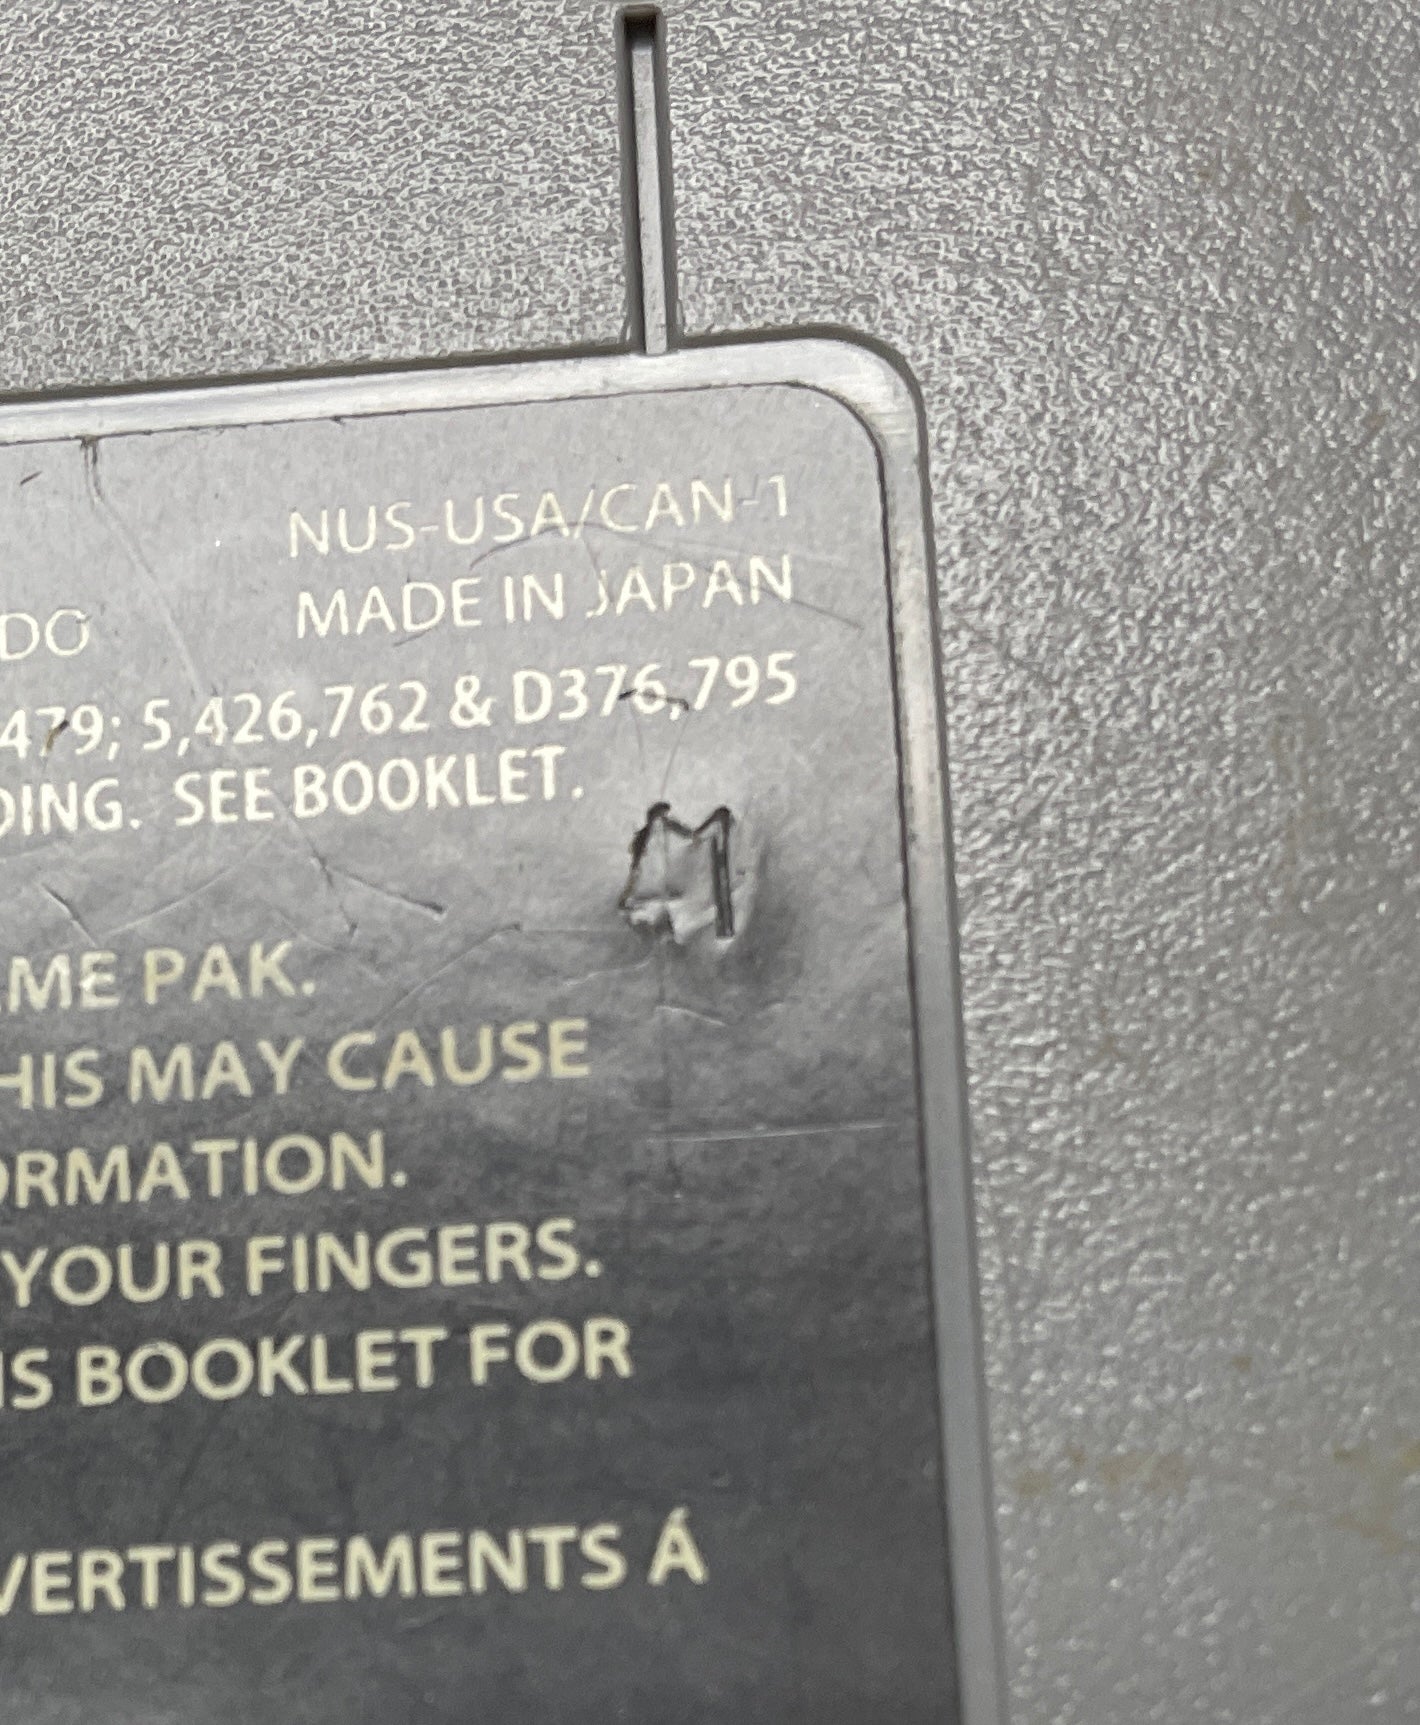 NUS-USA/CAN-1
DO MADE IN JAPAN
479; 5,426,762 & D376,795
DING. SEE BOOKLET.
AME PAK.
HIS MAY CAUSE
ORMATION.
YOUR FINGERS.
IS BOOKLET FOR
VERTISSEMENTS Á